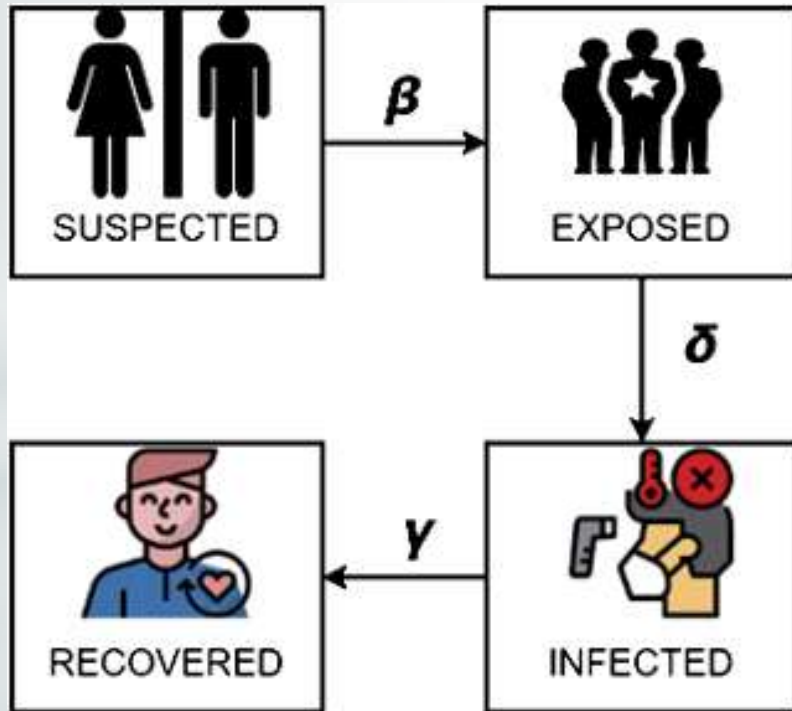 SUSPECTED
β
EXPOSED
δ
RECOVERED
γ
INFECTED